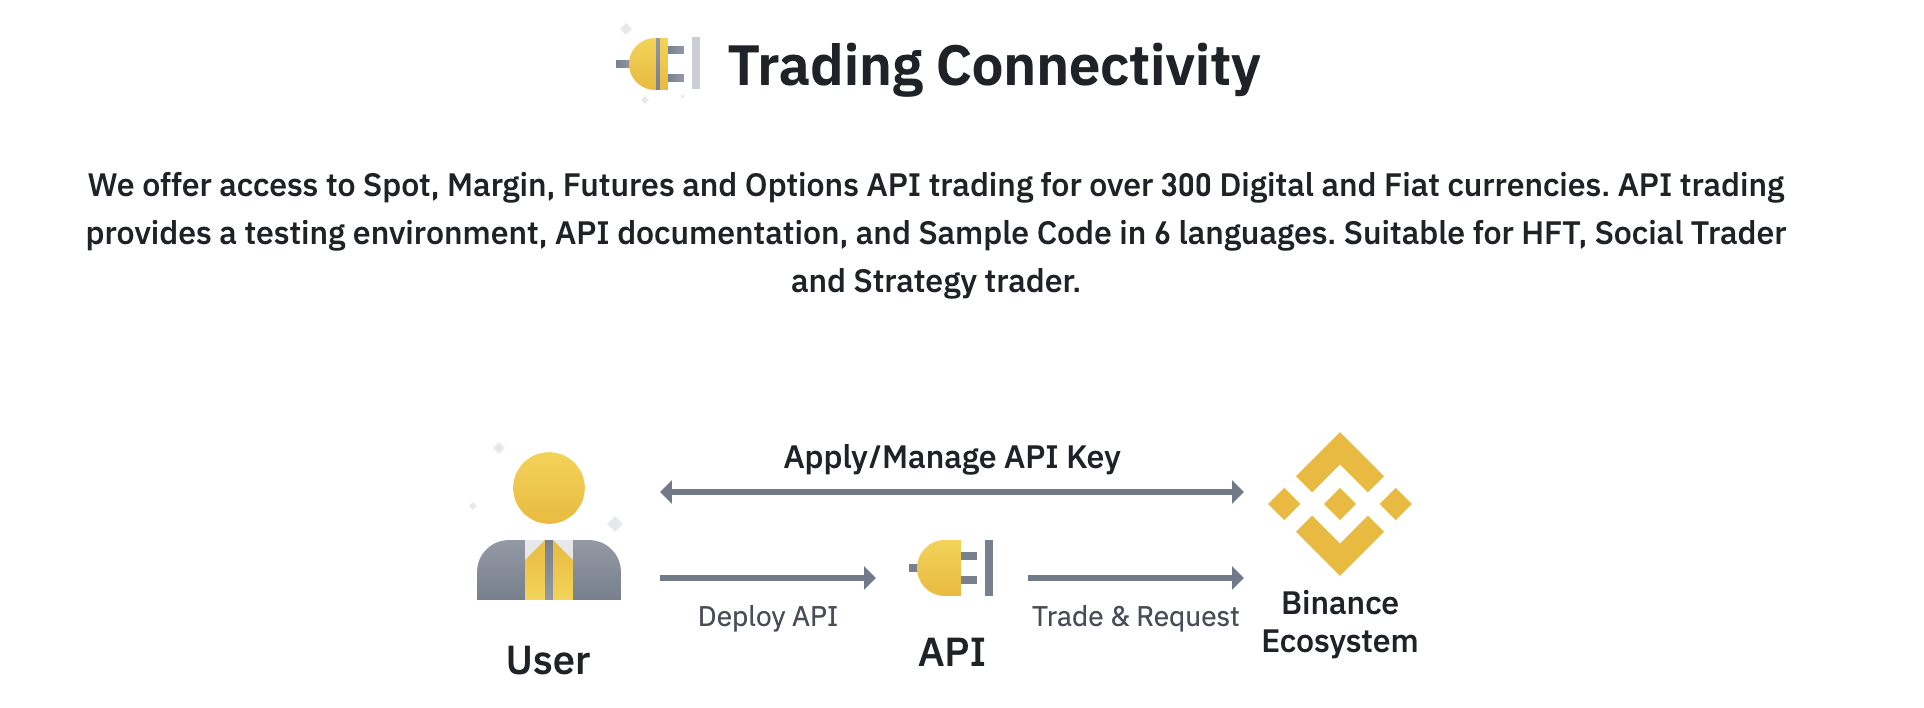 Trading Connectivity
We offer access to Spot, Margin, Futures and Options API trading for over 300 Digital and Fiat currencies. API trading
provides a testing environment, API documentation, and Sample Code in 6 languages. Suitable for HFT, Social Trader
and Strategy trader.
Apply/Manage API Key
Deploy API
Trade & Request
User
API
Binance
Ecosystem